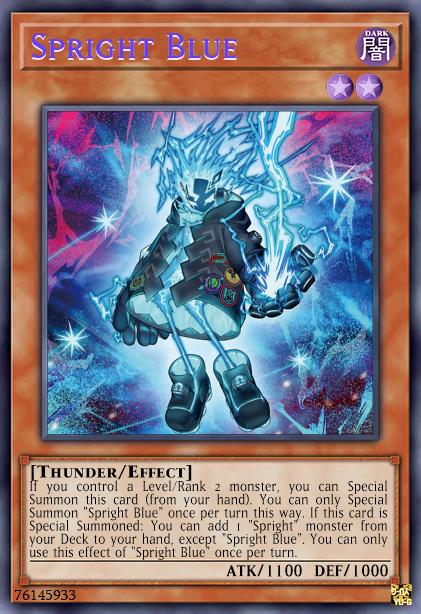 Spright Blue
DARK
闇
[Thunder/Effect]
If you control a Level/Rank 2 monster, you can Special
Summon this card (from your hand). You can only Special
Summon "Spright Blue" once per turn this way. If this card is
Special Summoned: You can add 1 "Spright" monster from
your Deck to your hand, except "Spright Blue". You can only
use this effect of "Spright Blue" once per turn.
ATK/1100 DEF/1000
76145933